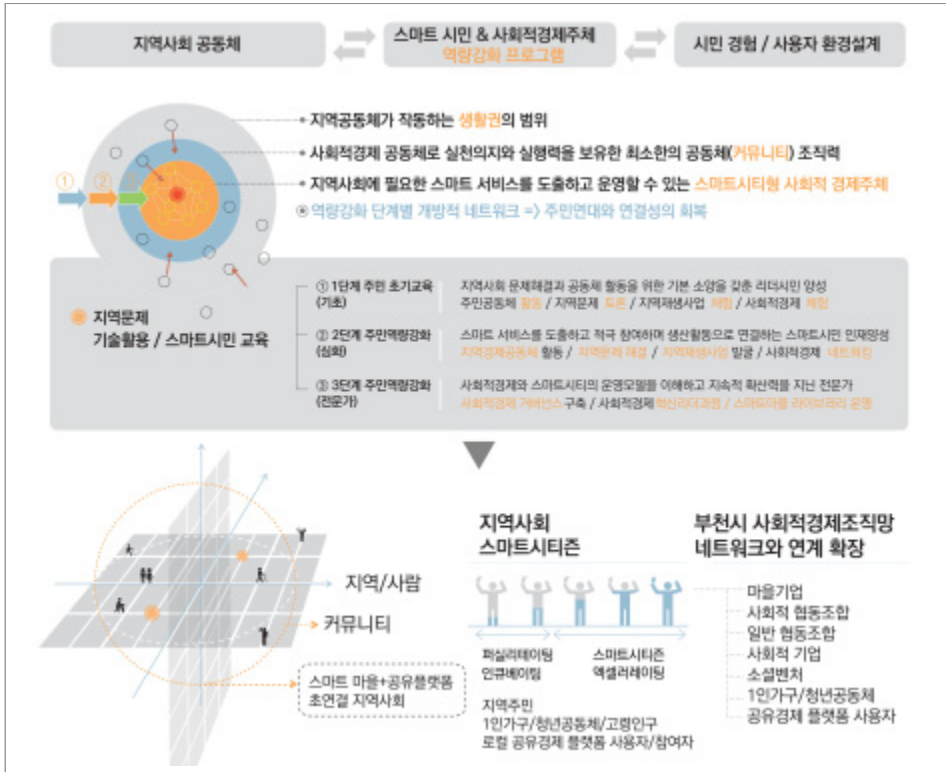 지역사회 공동체
스마트 시민 & 사회적경제주체
역량강화 프로그램
시민 경험 / 사용자 환경설계
지역공동체가 작동하는 생활권의 범위
사회적경제 공동체로 실천의지와 실행력을 보유한 최소한의 공동체(커뮤니티) 조직력
지역사회에 필요한 스마트 서비스를 도출하고 운영할 수 있는 스마트시티형 사회적 경제주체
※ 역량강화 단계별 개방적 네트워크 => 주민연대와 연결성의 회복
① ②
지역문제
기술활용 / 스마트시민 교육
① 1단계 주민 초기교육
(기초)
지역사회 문제해결과 공동체 활동을 위한 기본 소양을 갖춘 리더시민 양성
주민공동체 활동 / 지역문제 토론 / 지역재생사업 체험 / 사회적경제 체험
② 2단계 주민역량강화
(심화)
스마트 서비스를 도출하고 적극 참여하며 생산활동으로 연결하는 스마트시민 인재양성
지역경제공동체 활동 / 지역문제 해결 / 지역재생사업 발굴 / 사회적경제 네트워킹
③ 3단계 주민역량강화
(전문가)
사회적경제와 스마트시티의 운영모델을 이해하고 지속적 확산력을 지닌 전문가
사회적경제 거버넌스 구축 / 사회적경제 혁신리더과정 / 스마트마을 라이브러리 운영
지역/사람
커뮤니티
스마트 마을+공유플랫폼
초연결 지역사회
지역사회
스마트시티즌
퍼실리테이팅
인큐베이팅
스마트시티즌
엑셀러레이팅
지역주민
1인가구/청년공동체/고령인구
로컬 공유경제 플랫폼 사용자/참여자
부천시 사회적경제조직망
네트워크와 연계 확장
마을기업
사회적 협동조합
일반 협동조합
사회적 기업
소셜벤처
1인가구/청년공동체
공유경제 플랫폼 사용자